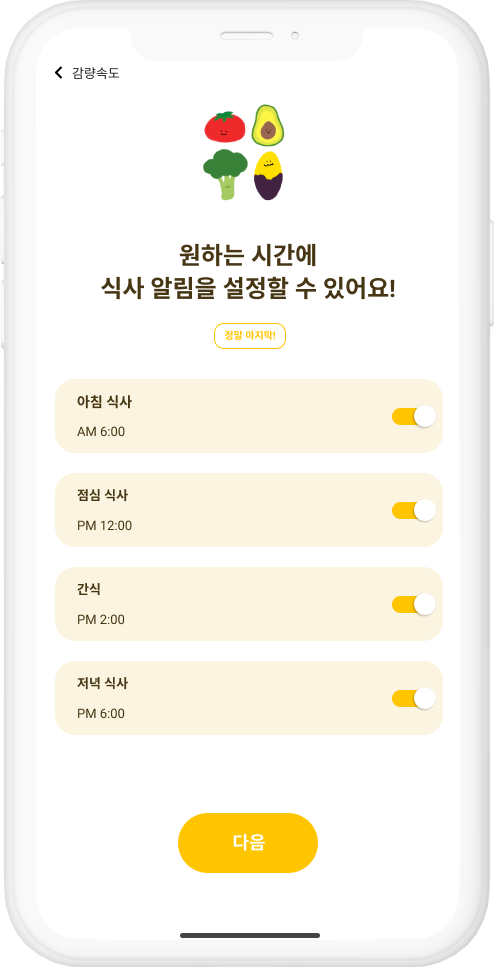 감량속도
원하는 시간에
식사 알림을 설정할 수 있어요!
정말 마지막!
아침 식사
AM 6:00
점심 식사
PM 12:00
간식
PM 2:00
저녁 식사
PM 6:00
다음